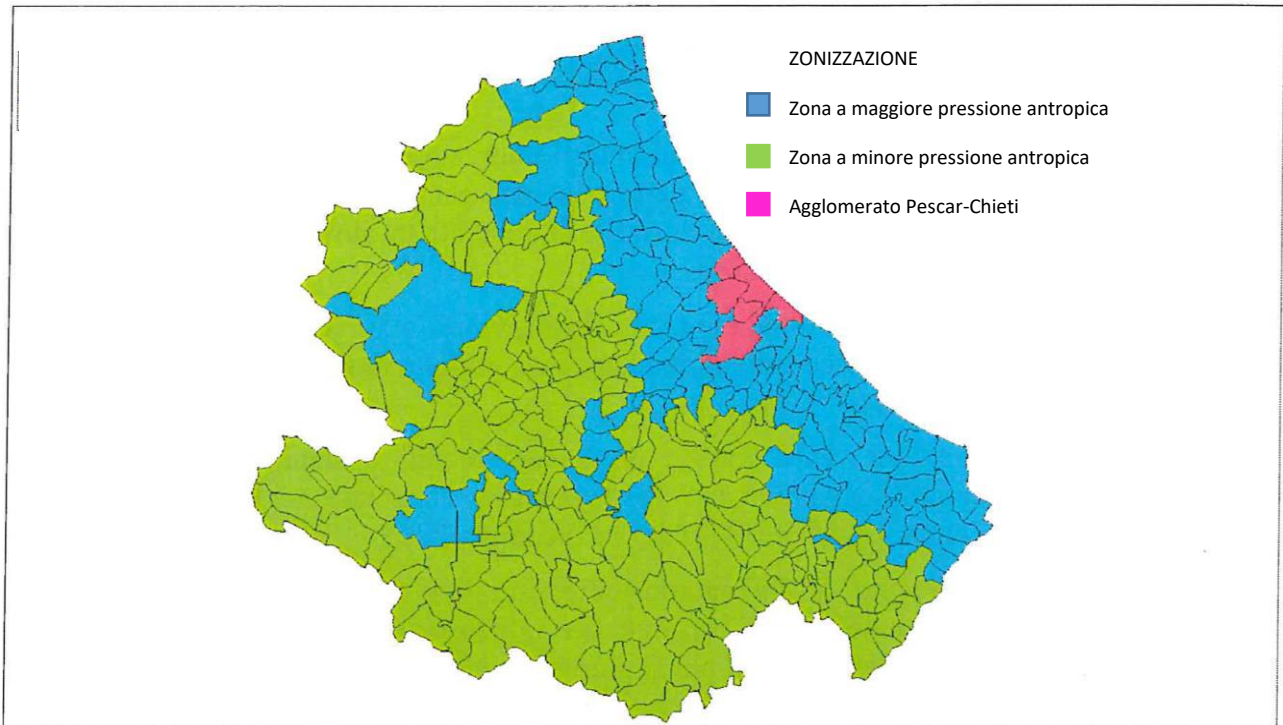 ZONIZZAZIONE
Zona a maggiore pressione antropica
Zona a minore pressione antropica
Agglomerato Pescar-Chieti